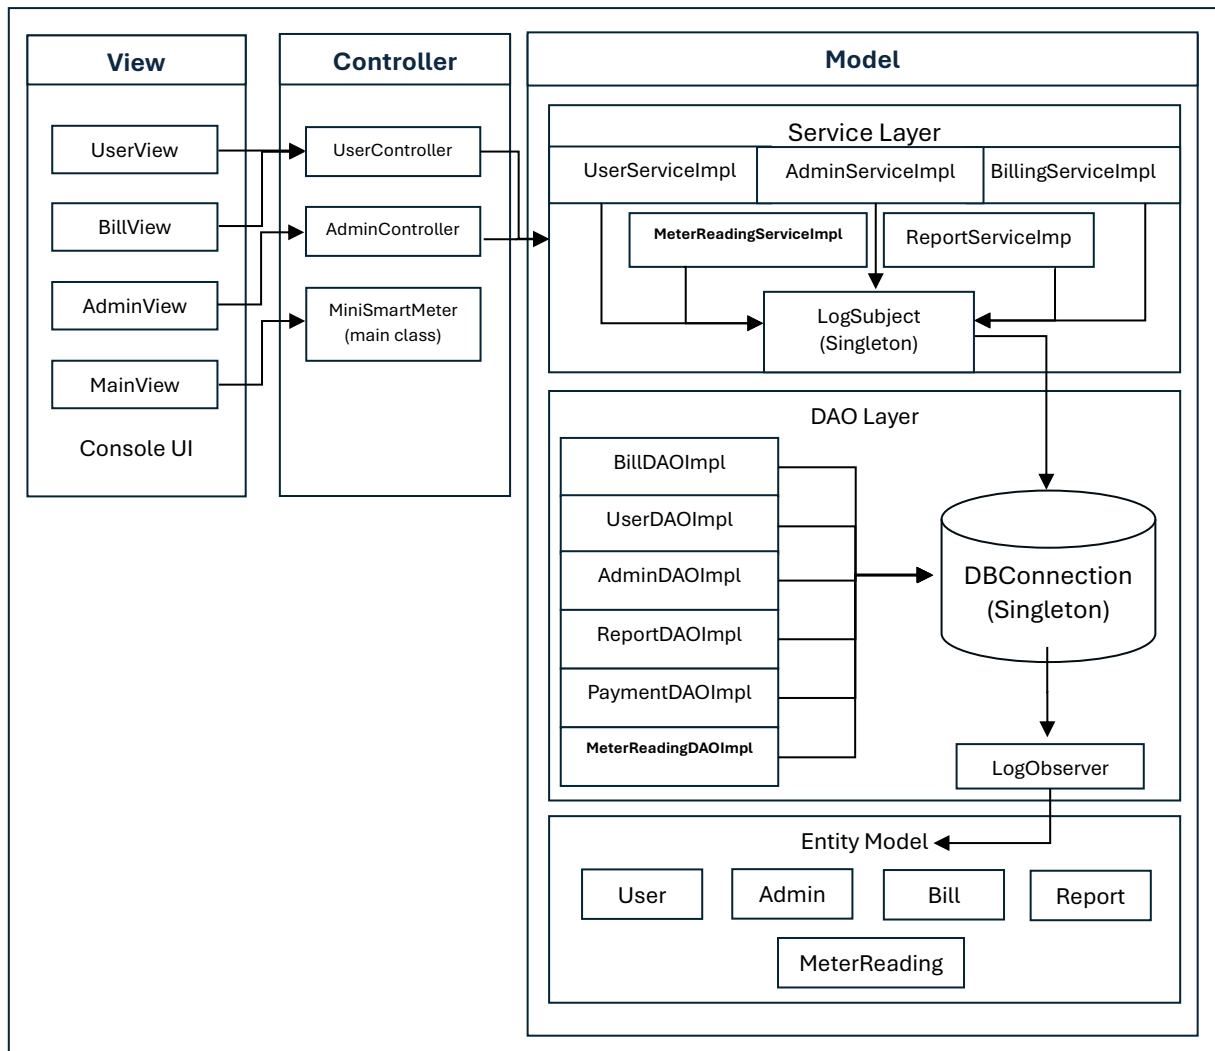 View
UserView
BillView
AdminView
MainView
Console UI
Controller
UserController
AdminController
MiniSmartMeter
(main class)
Model
Service Layer
UserServiceImpl
AdminServiceImpl
BillingServiceImpl
MeterReadingServiceImpl
ReportServiceImp
LogSubject
(Singleton)
DAO Layer
BillDAOImpl
UserDAOImpl
AdminDAOImpl
ReportDAOImpl
PaymentDAOImpl
MeterReadingDAOImpl
DBConnection
(Singleton)
LogObserver
Entity Model
User
Admin
Bill
Report
MeterReading